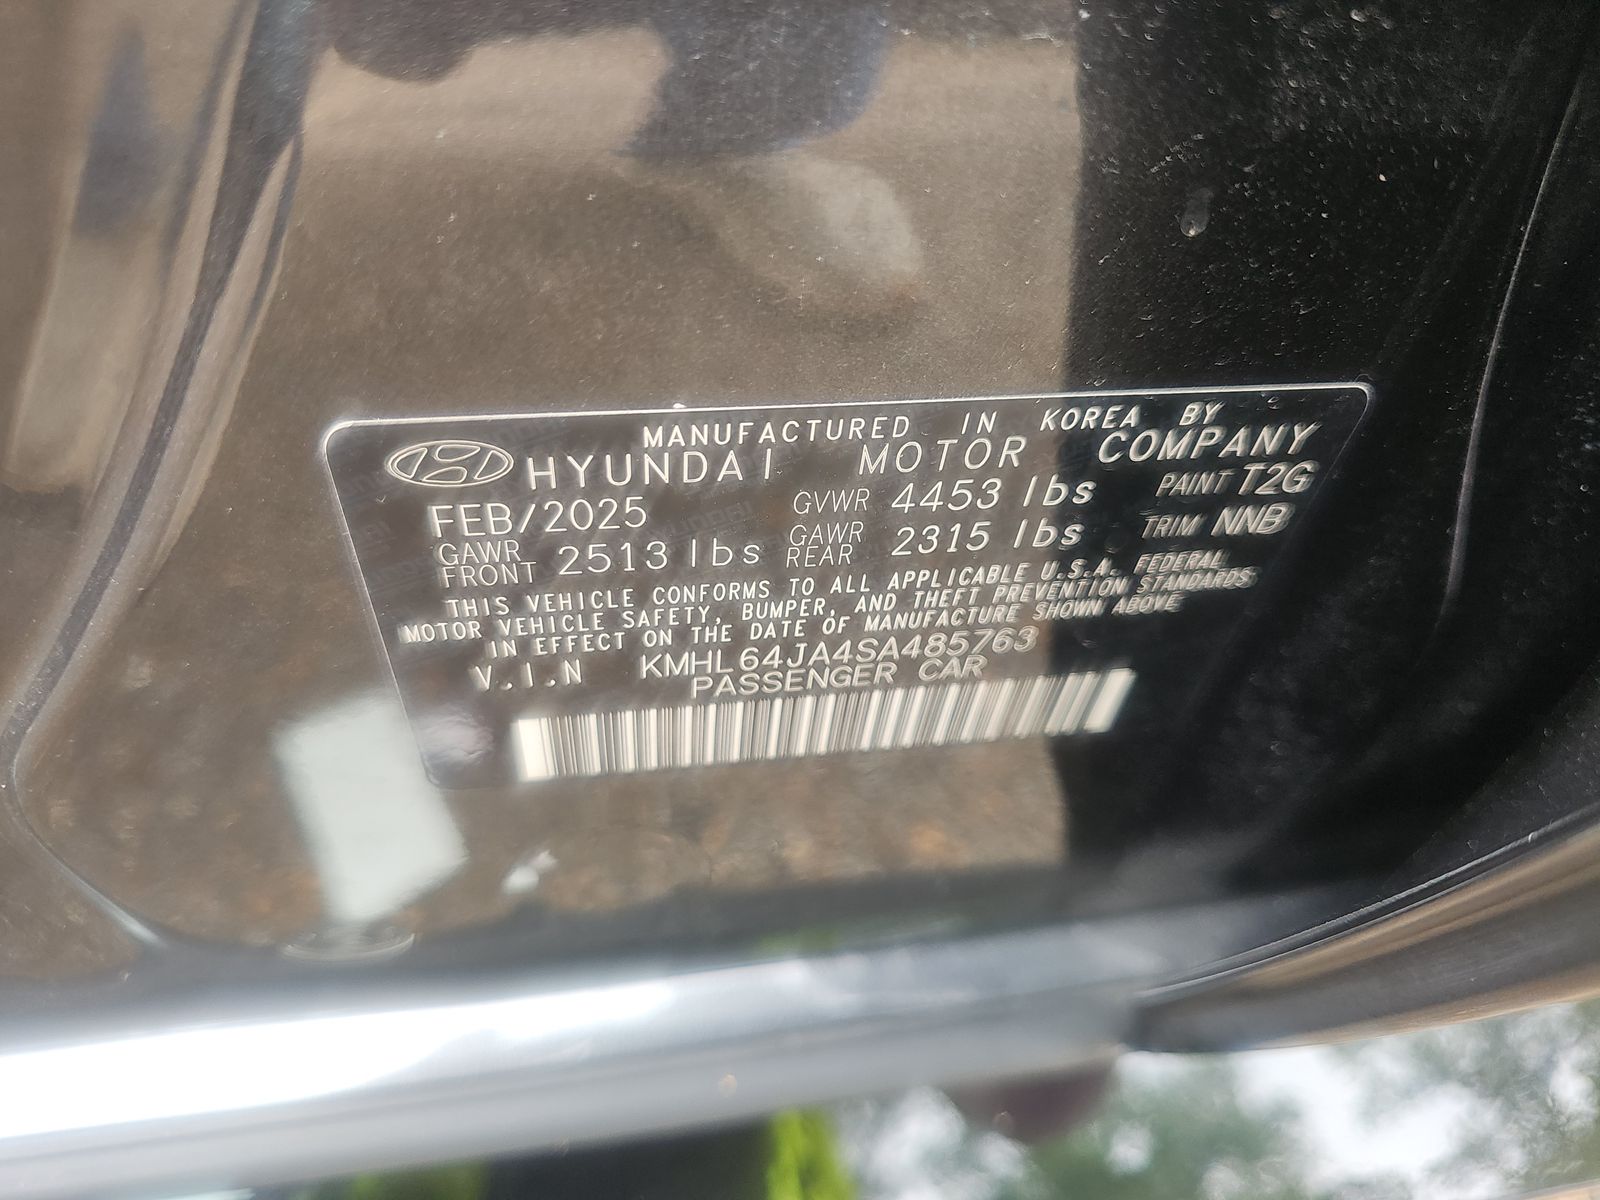 MANUFACTURED IN KOREA BY
HYUNDAI MOTOR COMPANY
FEB/2025 GVWR 4453 lbs PAINT T2G
GAWR FRONT 2513 lbs GAWR REAR 2315 lbs TRIM NNB
THIS VEHICLE CONFORMS TO ALL APPLICABLE U.S.A. FEDERAL
MOTOR VEHICLE SAFETY, BUMPER, AND THEFT PREVENTION STANDARDS
IN EFFECT ON THE DATE OF MANUFACTURE SHOWN ABOVE
V.I.N KMHL64JA4SA485763
PASSENGER CAR